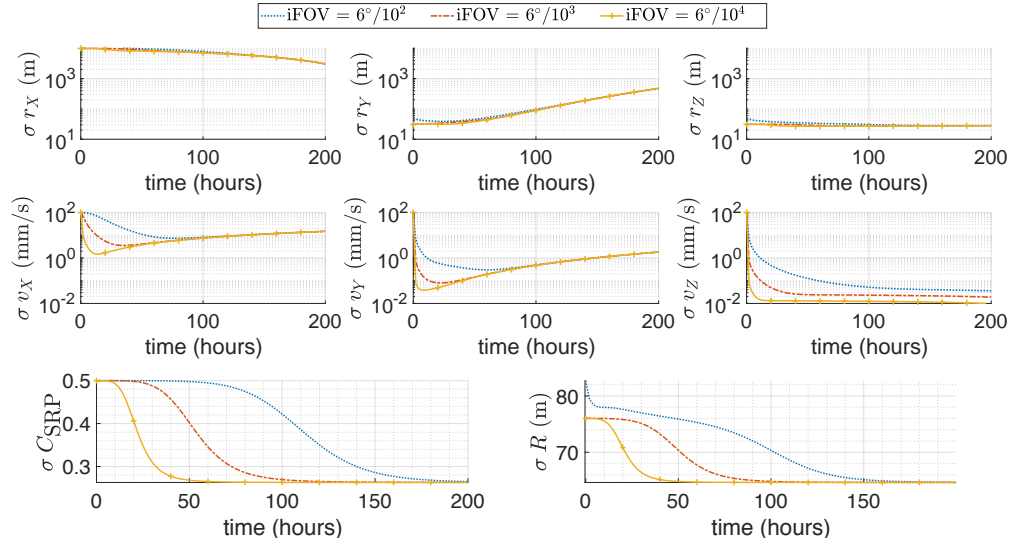 iFOV = 6°/10² iFOV = 6°/10³ iFOV = 6°/10⁴
σ r_X (m)
10³
10¹
0 100 200
time (hours)
σ r_Y (m)
10³
10¹
0 100 200
time (hours)
σ r_Z (m)
10³
10¹
0 100 200
time (hours)
σ v_X (mm/s)
10²
10⁰
10⁻²
0 100 200
time (hours)
σ v_Y (mm/s)
10²
10⁰
10⁻²
0 100 200
time (hours)
σ v_Z (mm/s)
10²
10⁰
10⁻²
0 100 200
time (hours)
σ C_SRP
0.5
0.4
0.3
0 50 100 150 200
time (hours)
σ R (m)
80
70
0 50 100 150
time (hours)